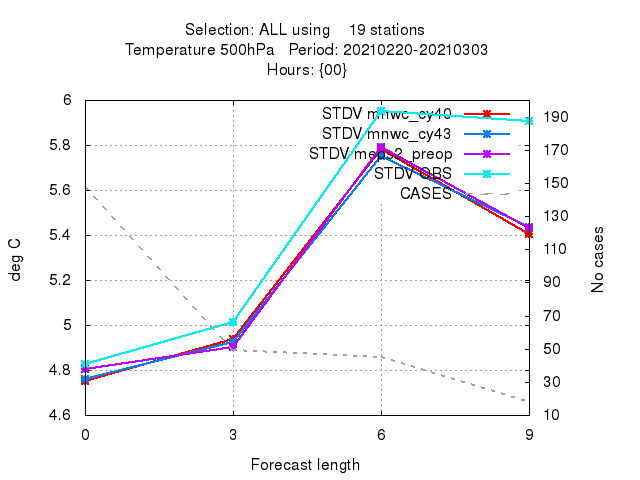 Selection: ALL using 19 stations
Temperature 500hPa Period: 20210220-20210303
Hours: {00}
6
5.8
5.6
5.4
5.2
5
4.8
4.6
190
170
150
130
110
90
70
50
30
10
STDV mnwc_cy40
STDV mnwc_cy43
STDV OBS
CASES
deg C
No cases
0 3 6 9
Forecast length